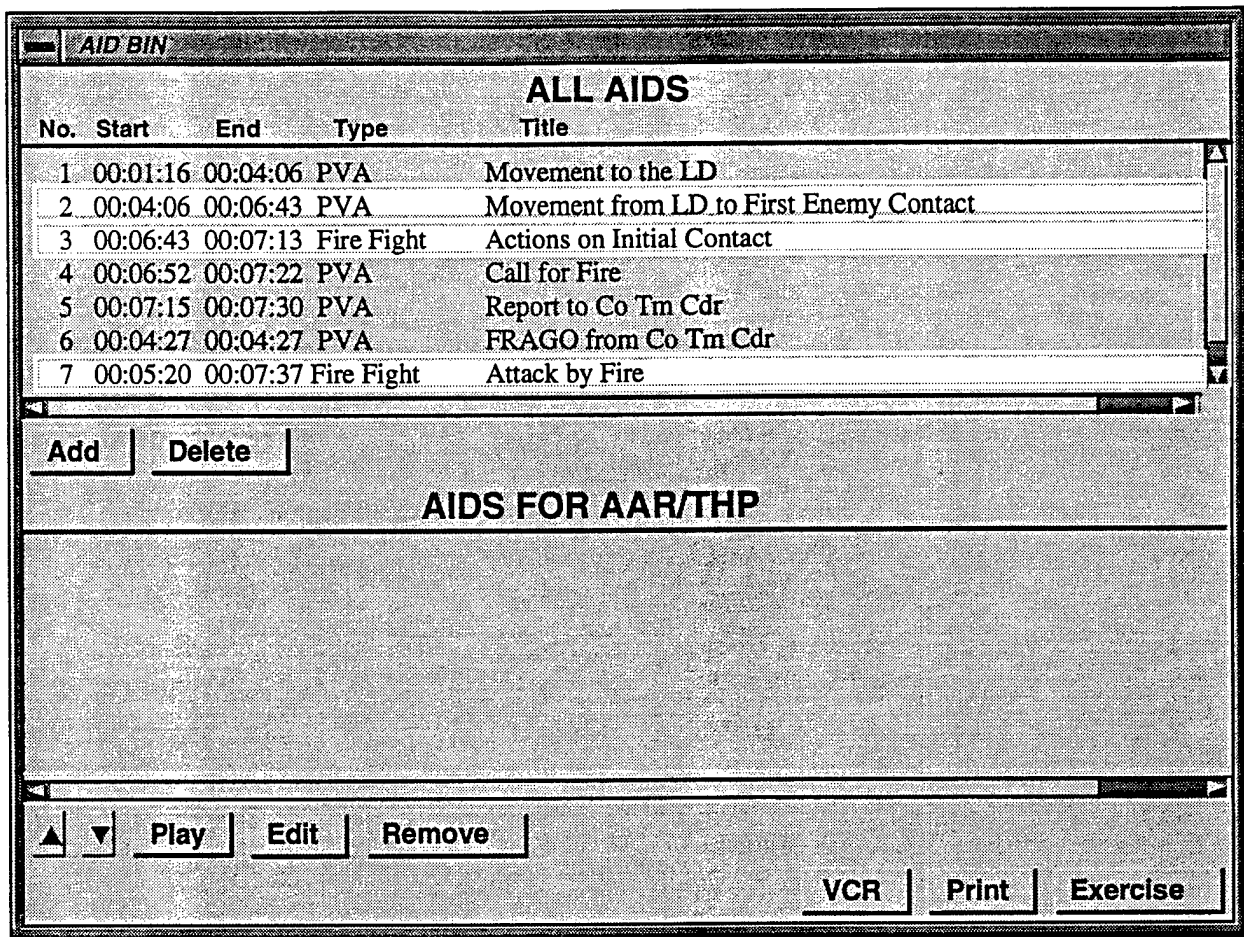 AID BIN
ALL AIDS
No. Start End Type Title
1 00:01:16 00:04:06 PVA Movement to the LD
2 00:04:06 00:06:43 PVA Movement from LD to First Enemy Contact
3 00:06:43 00:07:13 Fire Fight Actions on Initial Contact
4 00:06:52 00:07:22 PVA Call for Fire
5 00:07:15 00:07:30 PVA Report to Co Tm Cdr
6 00:04:27 00:04:27 PVA FRAGO from Co Tm Cdr
7 00:05:20 00:07:37 Fire Fight Attack by Fire
Add Delete
AIDS FOR AAR/THP
Play Edit Remove
VCR Print Exercise